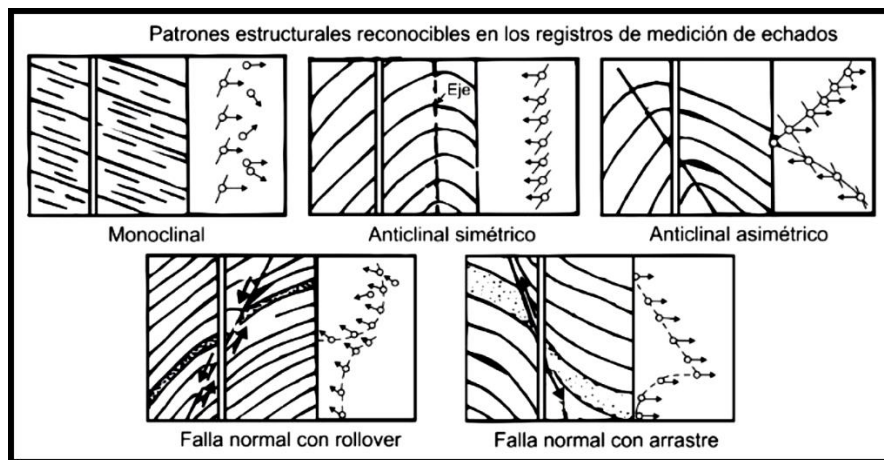 Patrones estructurales reconocibles en los registros de medición de echados
Eje
Monoclinal
Anticlinal simétrico
Anticlinal asimétrico
Falla normal con rollover
Falla normal con arrastre